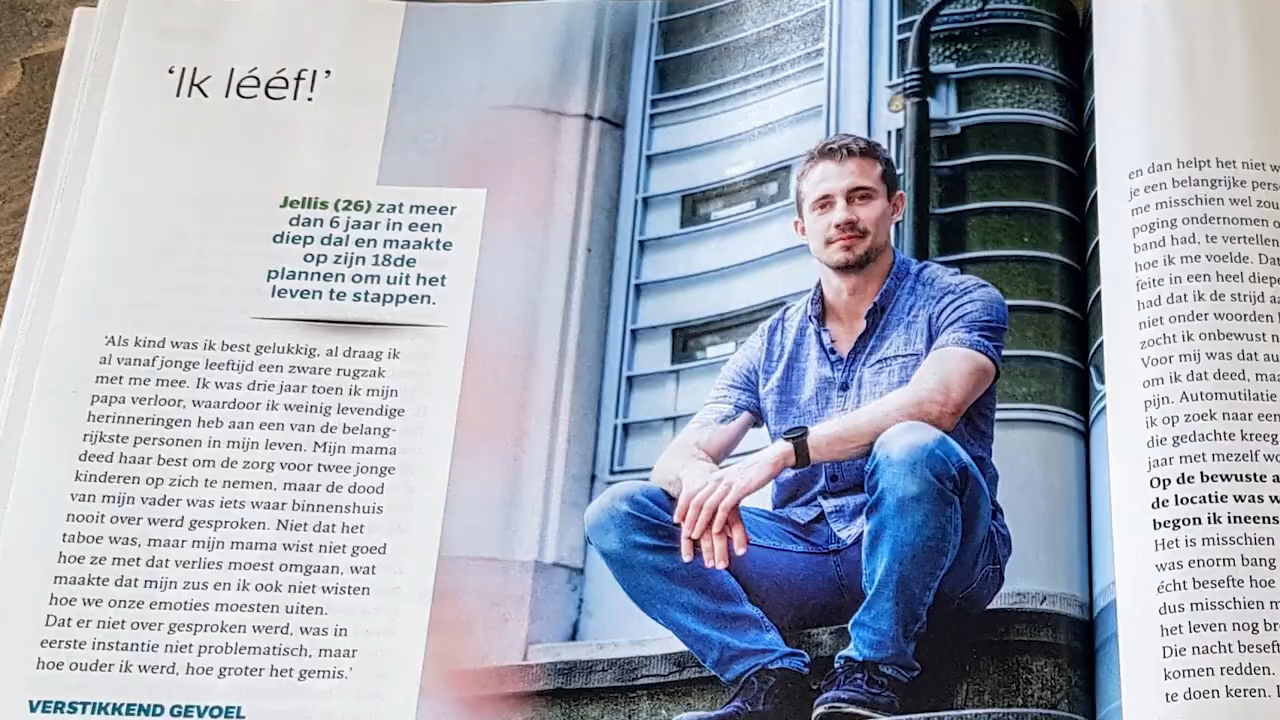 ‘Ik lééf!’
Jellis (26) zat meer
dan 6 jaar in een
diep dal en maakte
op zijn 18de
plannen om uit het
leven te stappen.
‘Als kind was ik best gelukkig, al draag ik
al vanaf jonge leeftijd een zware rugzak
met me mee. Ik was drie jaar toen ik mijn
papa verloor, waardoor ik weinig levendige
herinneringen heb aan een van de belang-
rijkste personen in mijn leven. Mijn mama
deed haar best om de zorg voor twee jonge
kinderen op zich te nemen, maar de dood
van mijn vader was iets waar binnenshuis
nooit over werd gesproken. Niet dat het
taboe was, maar mijn mama wist niet goed
hoe ze met dat verlies moest omgaan, wat
maakte dat mijn zus en ik ook niet wisten
hoe we onze emoties moesten uiten.
Dat er niet over gesproken werd, was in
eerste instantie niet problematisch, maar
hoe ouder ik werd, hoe groter het gemis.’
VERSTIKKEND GEVOEL
en dan helpt het niet
je een belangrijke
me misschien wel
poging ondernomen
band had, te vertellen
hoe ik me voelde.
feite in een heel
had dat ik de strijd
niet onder woorden
zocht ik onbewust
Voor mij was dat
om ik dat deed,
pijn. Automutilatie
ik op zoek naar
die gedachte kreeg
jaar met mezelf
Op de bewuste
de locatie was
begon ik
Het is misschien
was enorm bang
écht besefte hoe
dus misschien
het leven nog
Die nacht
komen redden.
te doen keren.